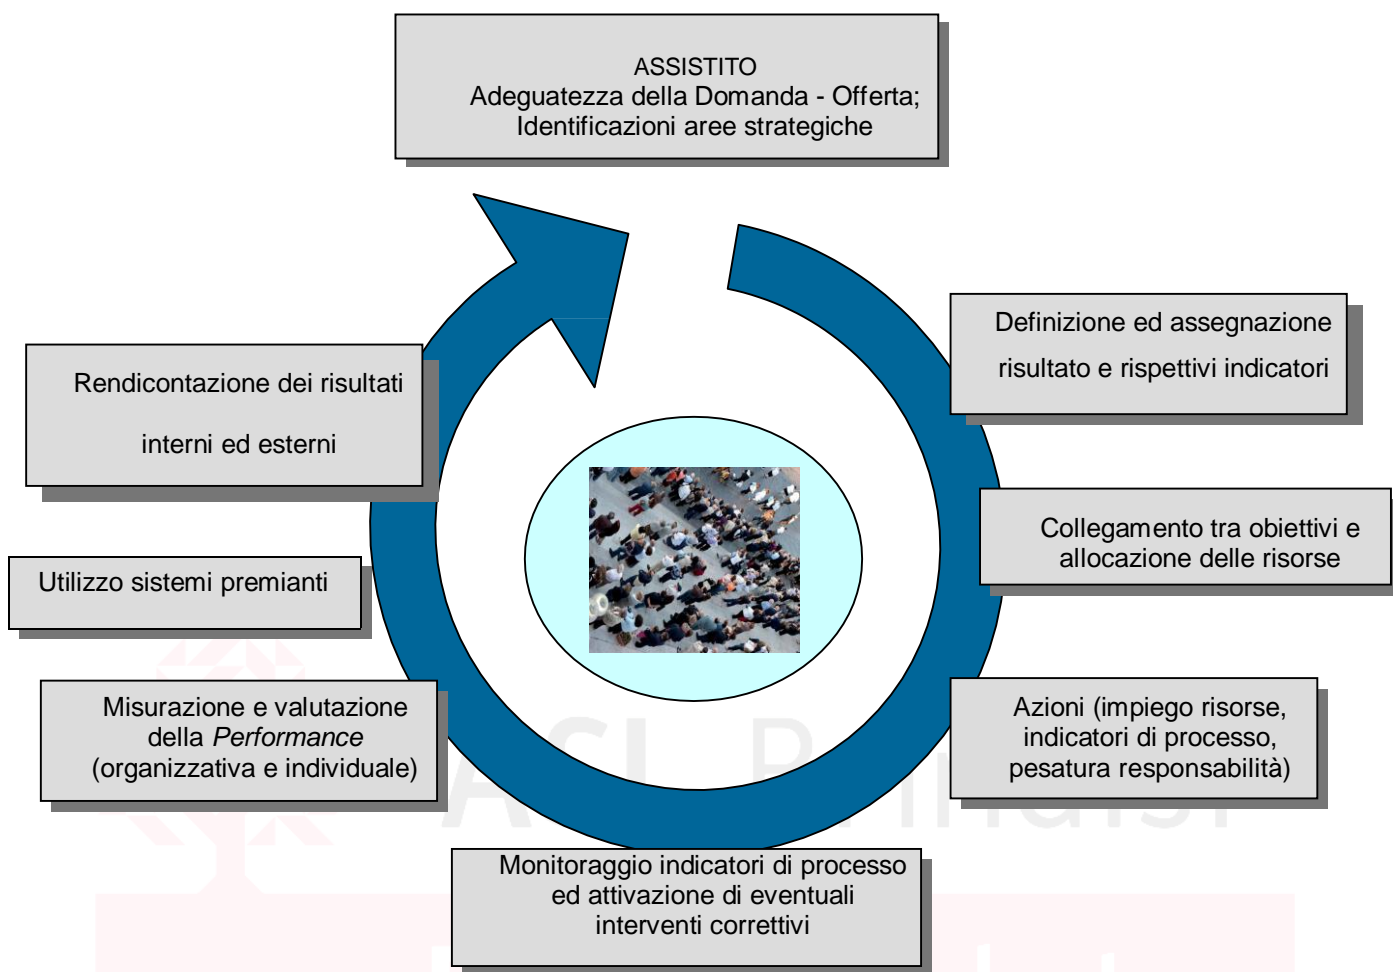 ASSISTITO
Adeguatezza della Domanda - Offerta;
Identificazioni aree strategiche
Definizione ed assegnazione
risultato e rispettivi indicatori
Collegamento tra obiettivi e
allocazione delle risorse
Azioni (impiego risorse,
indicatori di processo,
pesatura responsabilità)
Monitoraggio indicatori di processo
ed attivazione di eventuali
interventi correttivi
Misurazione e valutazione
della Performance
(organizzativa e individuale)
Utilizzo sistemi premianti
Rendicontazione dei risultati
interni ed esterni